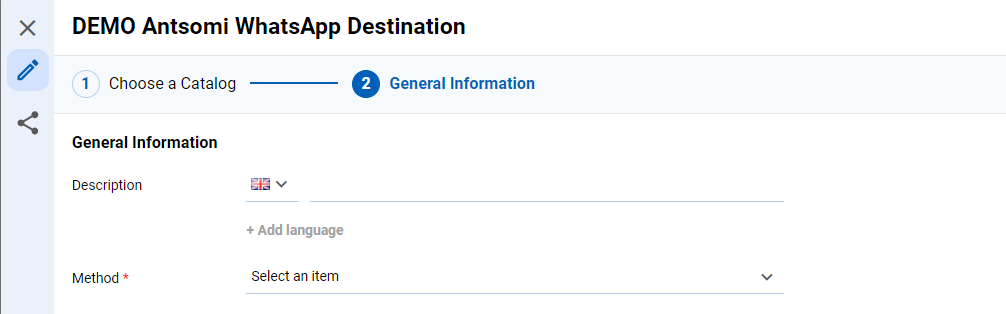 DEMO Antsomi WhatsApp Destination
1 Choose a Catalog 2 General Information
General Information
Description
+ Add language
Method * Select an item